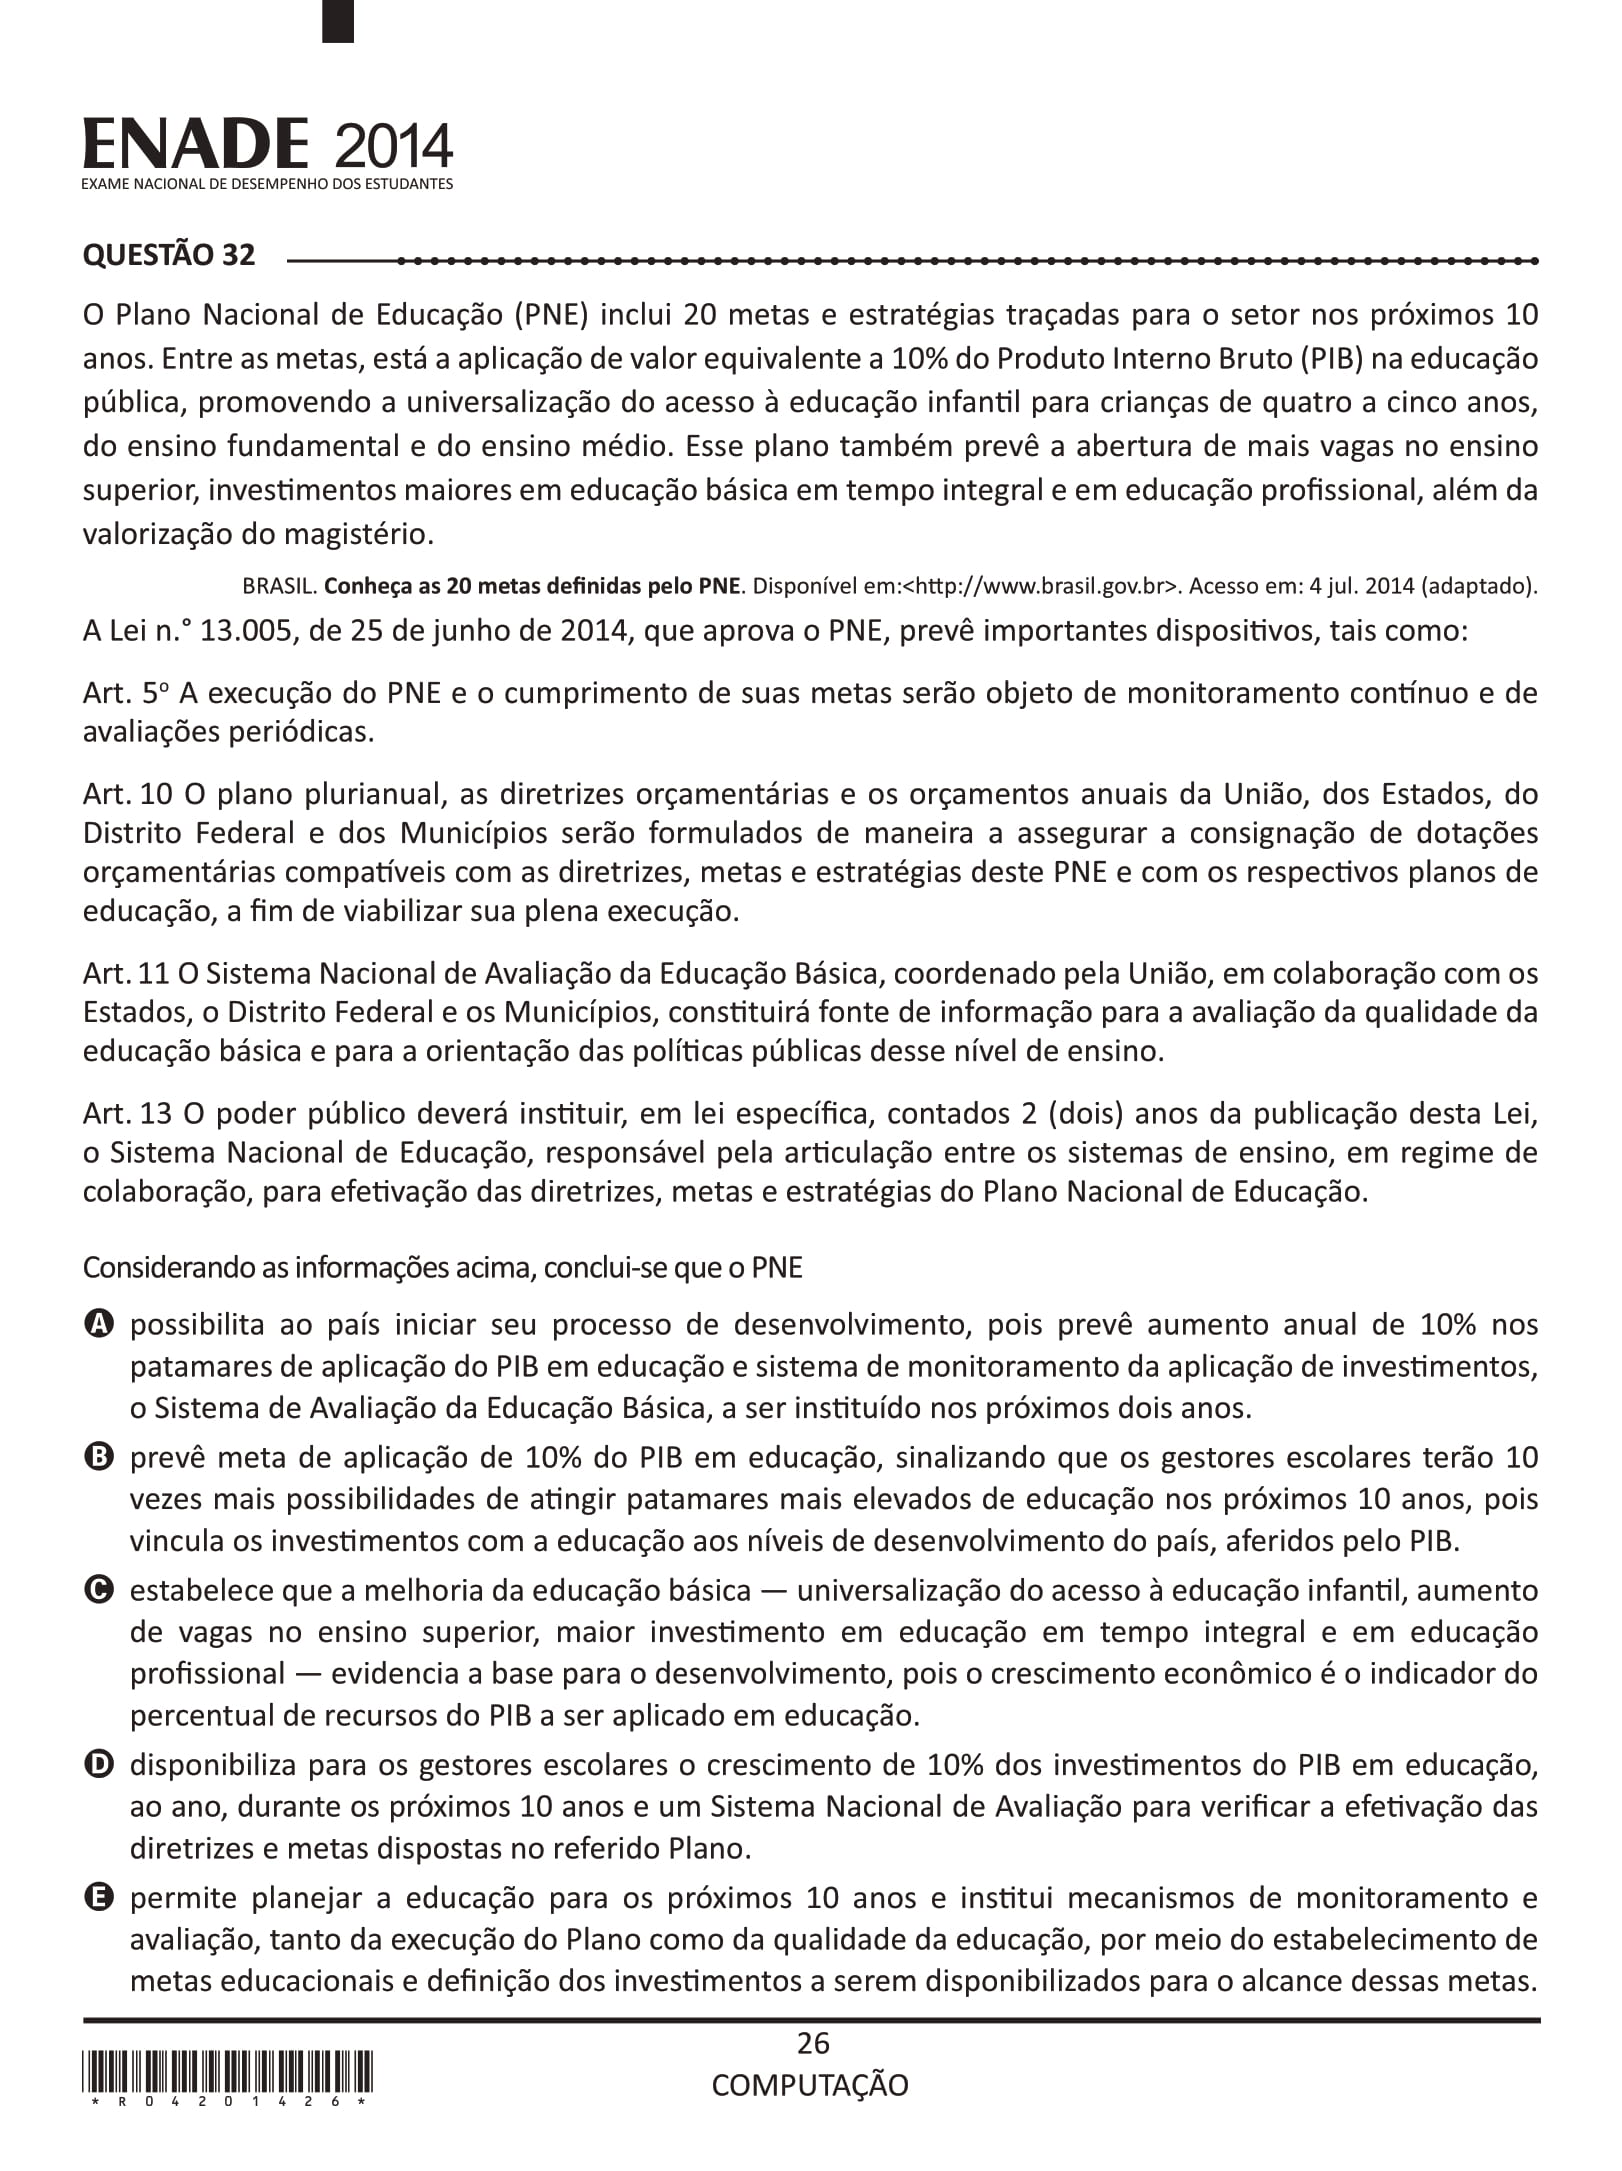 ENADE 2014
EXAME NACIONAL DE DESEMPENHO DOS ESTUDANTES
QUESTÃO 32
O Plano Nacional de Educação (PNE) inclui 20 metas e estratégias traçadas para o setor nos próximos 10
anos. Entre as metas, está a aplicação de valor equivalente a 10% do Produto Interno Bruto (PIB) na educação
pública, promovendo a universalização do acesso à educação infantil para crianças de quatro a cinco anos,
do ensino fundamental e do ensino médio. Esse plano também prevê a abertura de mais vagas no ensino
superior, investimentos maiores em educação básica em tempo integral e em educação profissional, além da
valorização do magistério.
BRASIL. Conheça as 20 metas definidas pelo PNE. Disponível em:<http://www.brasil.gov.br>. Acesso em: 4 jul. 2014 (adaptado).
A Lei n.° 13.005, de 25 de junho de 2014, que aprova o PNE, prevê importantes dispositivos, tais como:
Art. 5º A execução do PNE e o cumprimento de suas metas serão objeto de monitoramento contínuo e de
avaliações periódicas.
Art. 10 O plano plurianual, as diretrizes orçamentárias e os orçamentos anuais da União, dos Estados, do
Distrito Federal e dos Municípios serão formulados de maneira a assegurar a consignação de dotações
orçamentárias compatíveis com as diretrizes, metas e estratégias deste PNE e com os respectivos planos de
educação, a fim de viabilizar sua plena execução.
Art. 11 O Sistema Nacional de Avaliação da Educação Básica, coordenado pela União, em colaboração com os
Estados, o Distrito Federal e os Municípios, constituirá fonte de informação para a avaliação da qualidade da
educação básica e para a orientação das políticas públicas desse nível de ensino.
Art. 13 O poder público deverá instituir, em lei específica, contados 2 (dois) anos da publicação desta Lei,
o Sistema Nacional de Educação, responsável pela articulação entre os sistemas de ensino, em regime de
colaboração, para efetivação das diretrizes, metas e estratégias do Plano Nacional de Educação.
Considerando as informações acima, conclui-se que o PNE
A possibilita ao país iniciar seu processo de desenvolvimento, pois prevê aumento anual de 10% nos
patamares de aplicação do PIB em educação e sistema de monitoramento da aplicação de investimentos,
o Sistema de Avaliação da Educação Básica, a ser instituído nos próximos dois anos.
B prevê meta de aplicação de 10% do PIB em educação, sinalizando que os gestores escolares terão 10
vezes mais possibilidades de atingir patamares mais elevados de educação nos próximos 10 anos, pois
vincula os investimentos com a educação aos níveis de desenvolvimento do país, aferidos pelo PIB.
C estabelece que a melhoria da educação básica — universalização do acesso à educação infantil, aumento
de vagas no ensino superior, maior investimento em educação em tempo integral e em educação
profissional — evidencia a base para o desenvolvimento, pois o crescimento econômico é o indicador do
percentual de recursos do PIB a ser aplicado em educação.
D disponibiliza para os gestores escolares o crescimento de 10% dos investimentos do PIB em educação,
ao ano, durante os próximos 10 anos e um Sistema Nacional de Avaliação para verificar a efetivação das
diretrizes e metas dispostas no referido Plano.
E permite planejar a educação para os próximos 10 anos e institui mecanismos de monitoramento e
avaliação, tanto da execução do Plano como da qualidade da educação, por meio do estabelecimento de
metas educacionais e definição dos investimentos a serem disponibilizados para o alcance dessas metas.
26
COMPUTAÇÃO
*R04201426*